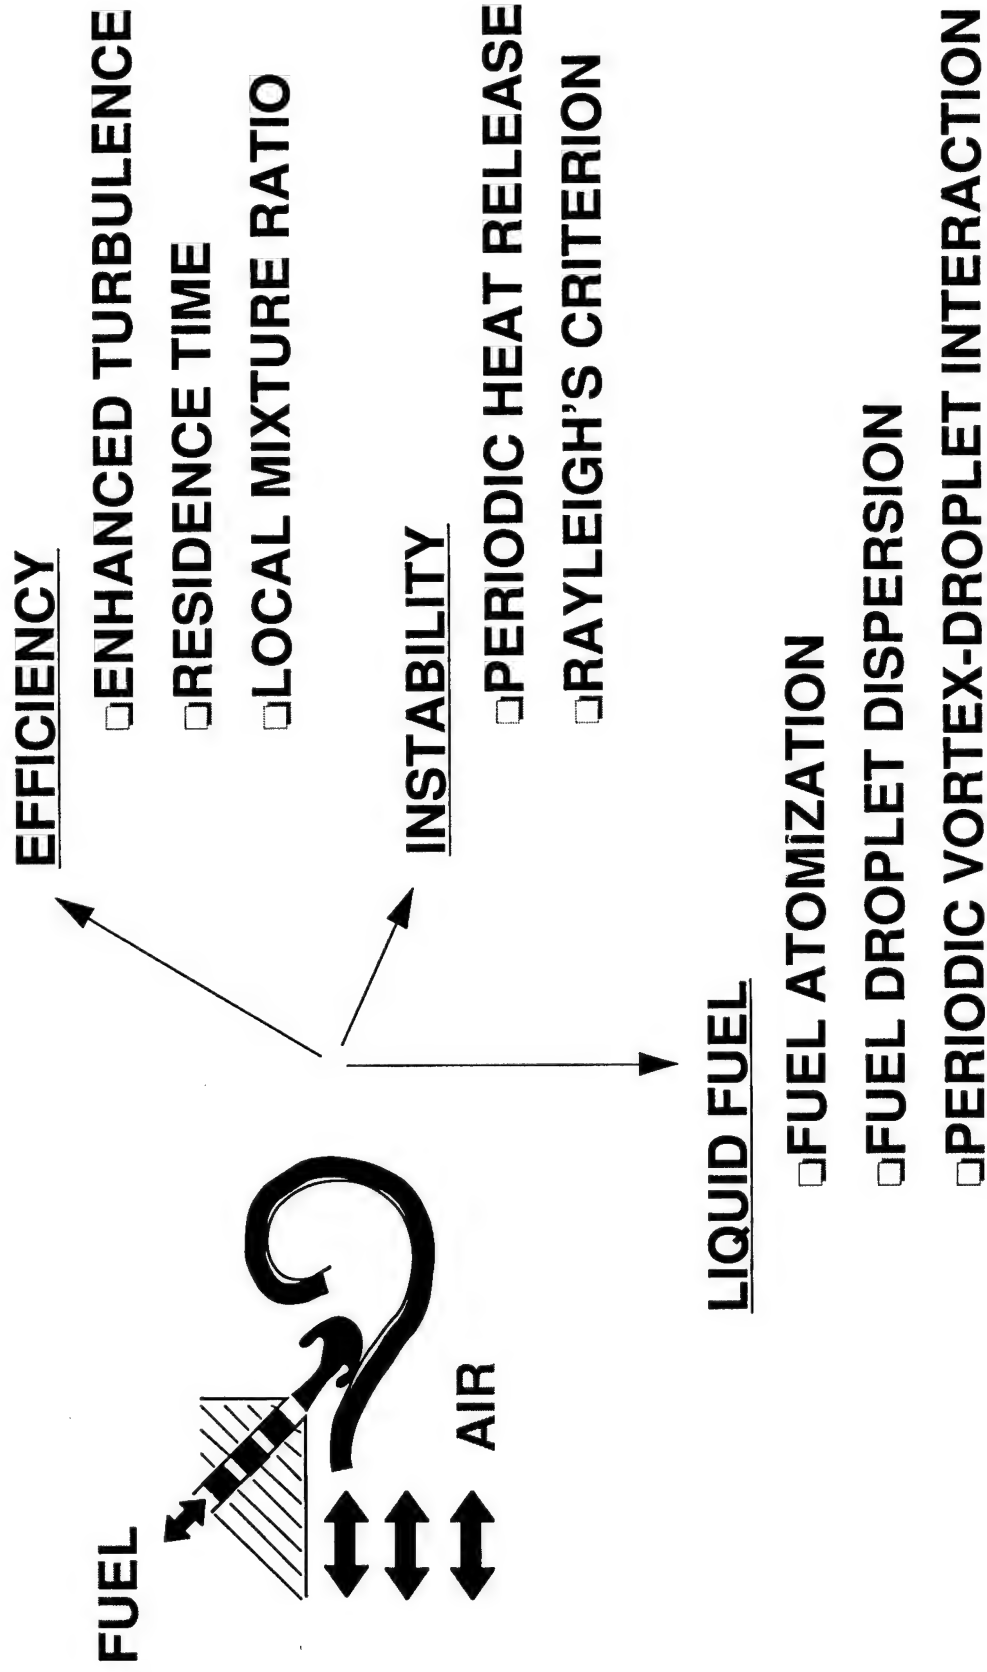 EFFICIENCY
ENHANCED TURBULENCE
RESIDENCE TIME
LOCAL MIXTURE RATIO
INSTABILITY
PERIODIC HEAT RELEASE
RAYLEIGH'S CRITERION
FUEL
AIR
LIQUID FUEL
FUEL ATOMIZATION
FUEL DROPLET DISPERSION
PERIODIC VORTEX-DROPLET INTERACTION